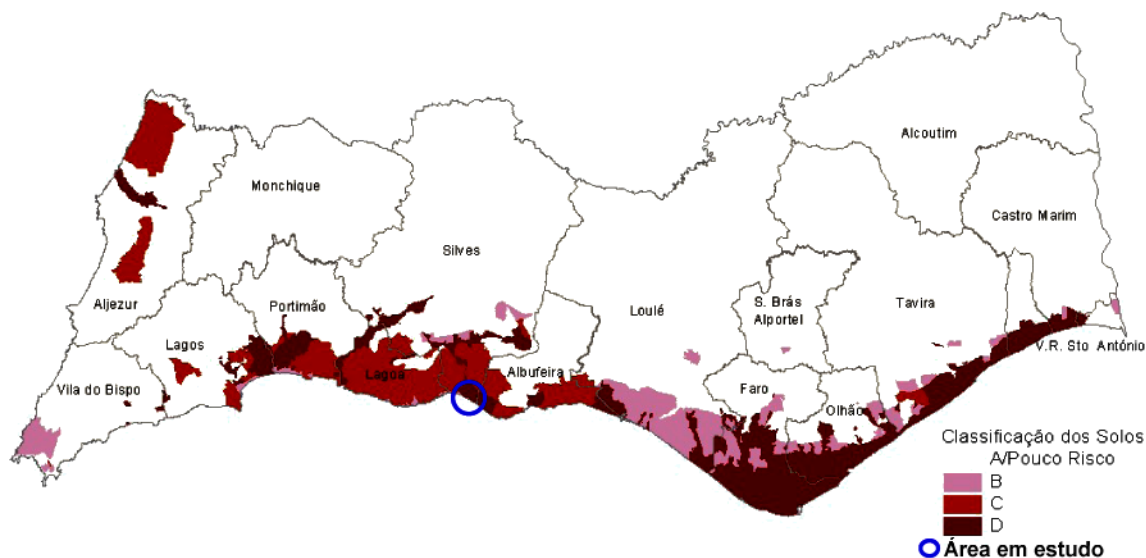 Alcoutim
Monchique
Castro Marim
Silves
Aljezur
Portimão
Loulé
S. Brás
Alportel
Tavira
Lagos
V.R. Sto António
Vila do Bispo
Lagoa
Albufeira
Faro
Olhão
Classificação dos Solos
A/Pouco Risco
B
C
D
Área em estudo